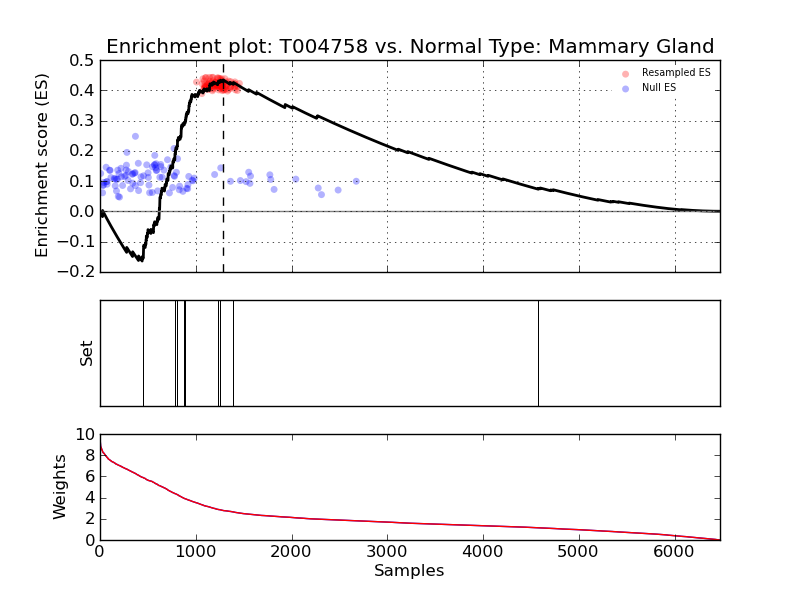 Enrichment plot: T004758 vs. Normal Type: Mammary Gland
Enrichment score (ES)
0.5
0.4
0.3
0.2
0.1
0.0
−0.1
−0.2
Resampled ES
Null ES
Set
Weights
10
8
6
4
2
0
0 1000 2000 3000 4000 5000 6000
Samples